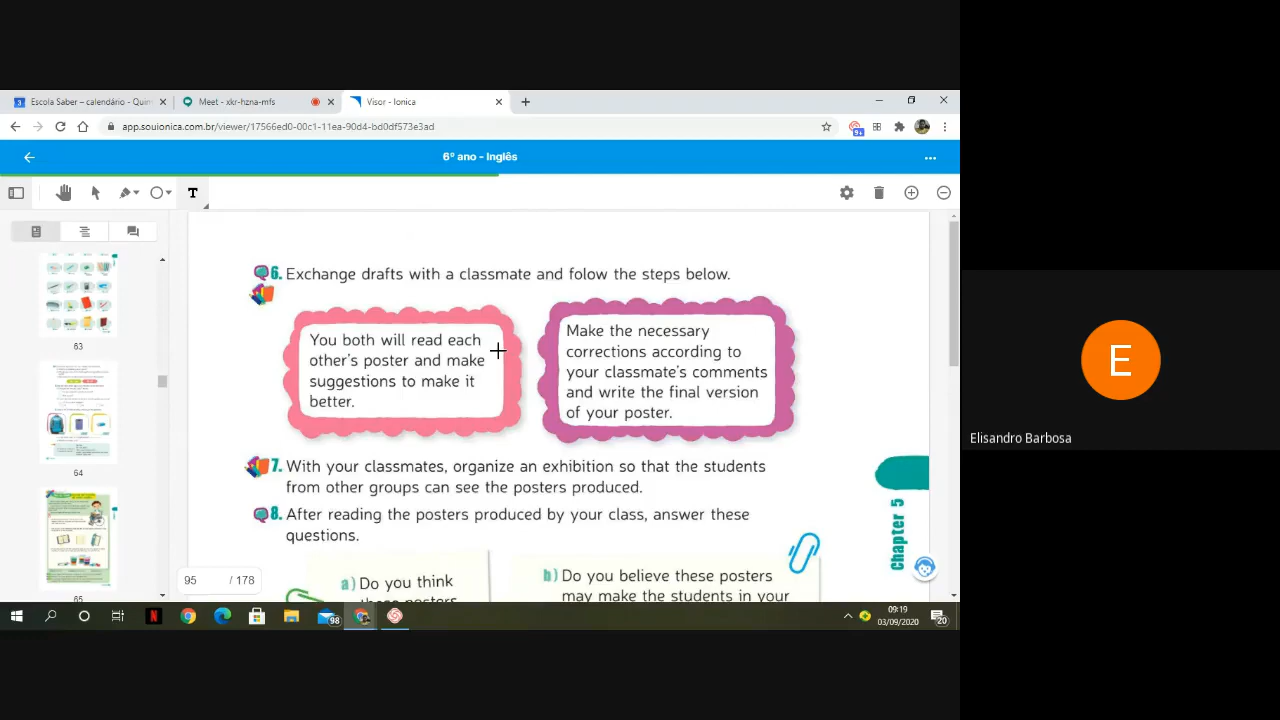 Escola Saber – calendário - Quin
Meet - xkr-hzna-mfs
Visor - Ionica
app.souionica.com.br/viewer/17566ed0-00c1-11ea-90d4-bd0df573e3ad
9+
6º ano - Inglês
T
6. Exchange drafts with a classmate and folow the steps below.
You both will read each
other's poster and make
suggestions to make it
better.
Make the necessary
corrections according to
your classmate's comments
and write the final version
of your poster.
7. With your classmates, organize an exhibition so that the students
from other groups can see the posters produced.
8. After reading the posters produced by your class, answer these
questions.
a) Do you think
these posters
b) Do you believe these posters
may make the students in your
Chapter 5
63
64
65
95 / 178
98
09:19
03/09/2020
20
E
Elisandro Barbosa